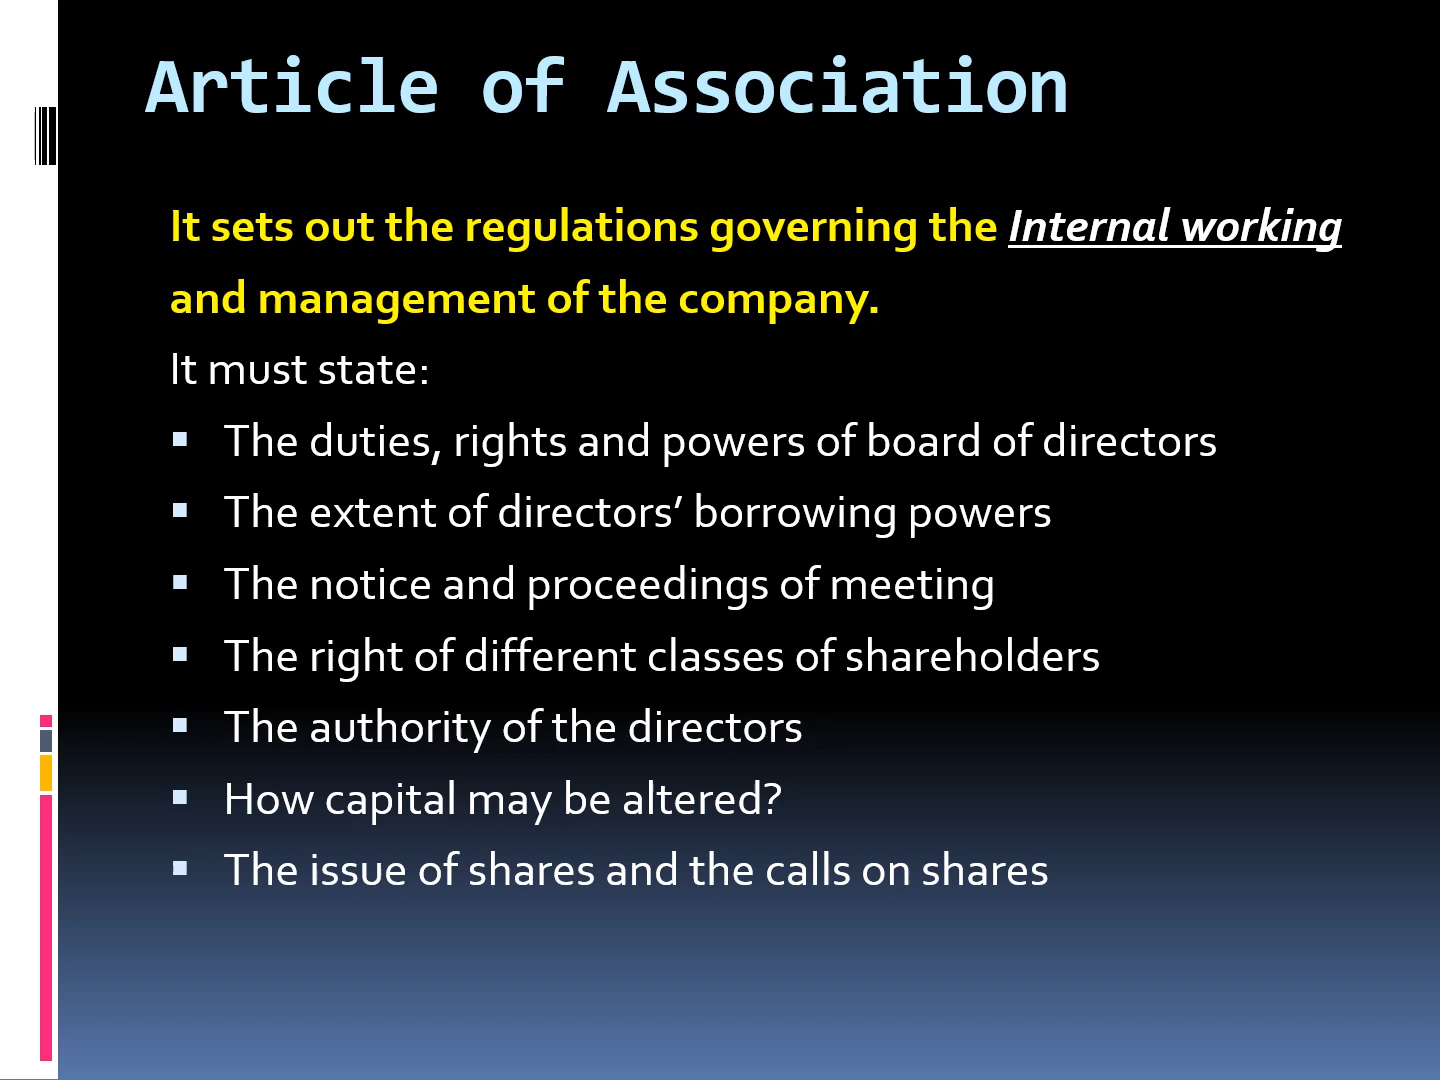 Article of Association
It sets out the regulations governing the Internal working
and management of the company.
It must state:
▪ The duties, rights and powers of board of directors
▪ The extent of directors’ borrowing powers
▪ The notice and proceedings of meeting
▪ The right of different classes of shareholders
▪ The authority of the directors
▪ How capital may be altered?
▪ The issue of shares and the calls on shares